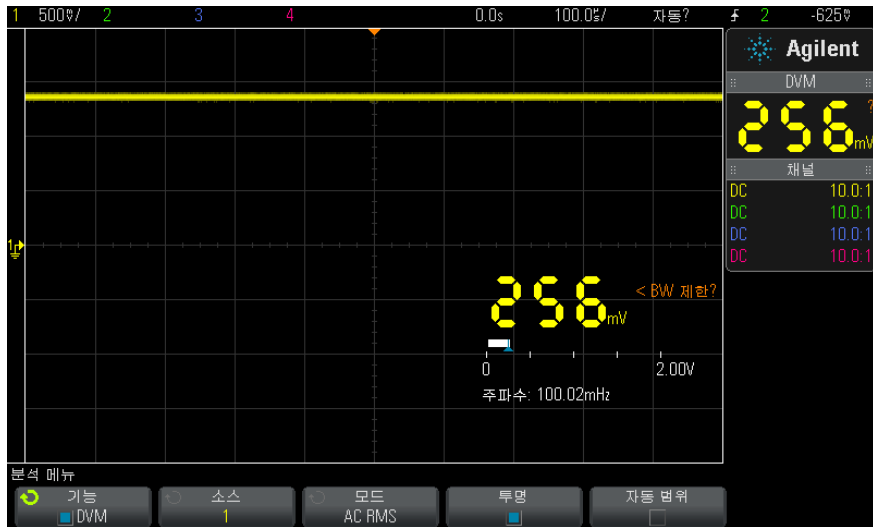 1 500mV/ 2 3 4 0.0s 100.0us/ 자동? 2 -625mV
Agilent
DVM
256mV ?
채널
DC 10.0:1
DC 10.0:1
DC 10.0:1
DC 10.0:1
1
256mV < BW 제한?
0 2.00V
주파수: 100.02mHz
분석 메뉴
기능 소스 모드 투명 자동 범위
DVM 1 AC RMS